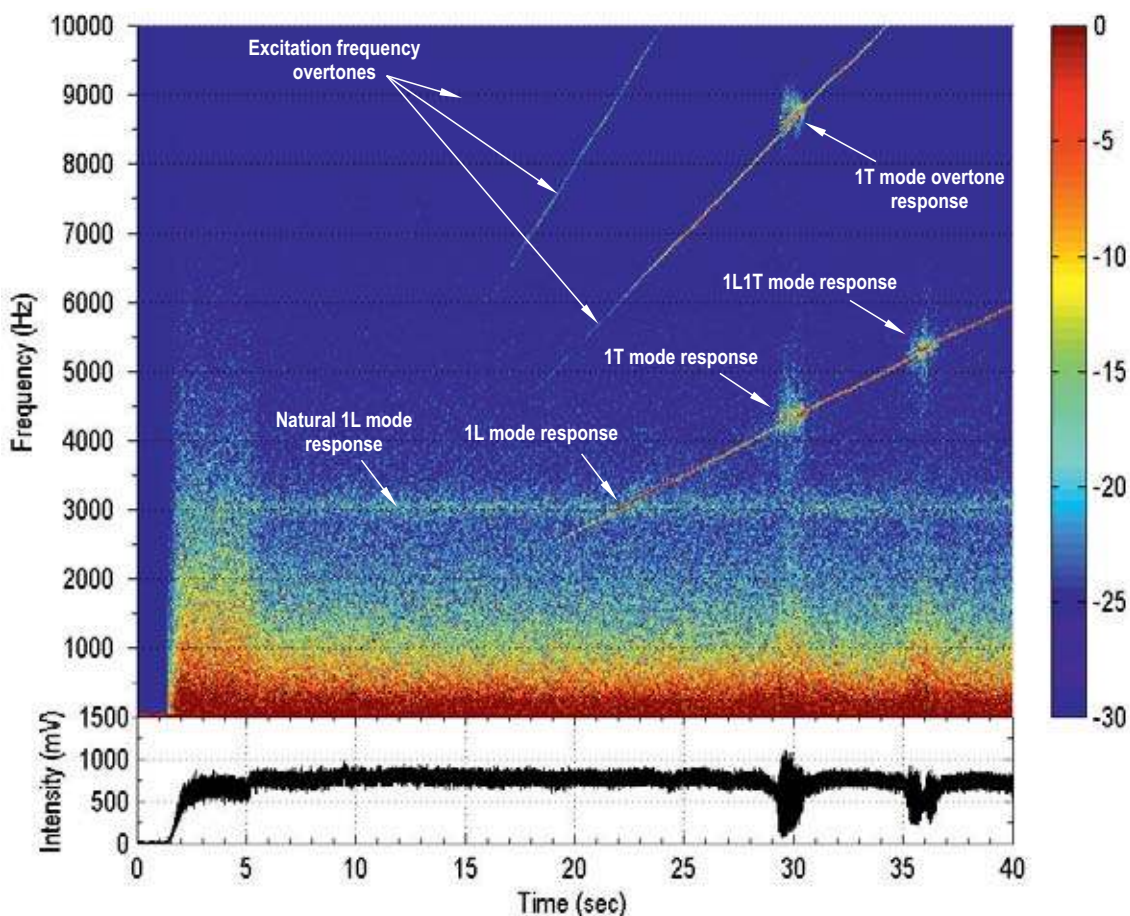 Excitation frequency
overtones
1T mode overtone
response
1L1T mode response
1T mode response
Natural 1L mode
response
1L mode response
Frequency (Hz)
10000
9000
8000
7000
6000
5000
4000
3000
2000
1000
0
-5
-10
-15
-20
-25
-30
Intensity (mV)
1500
1000
500
0
0 5 10 15 20 25 30 35 40
Time (sec)